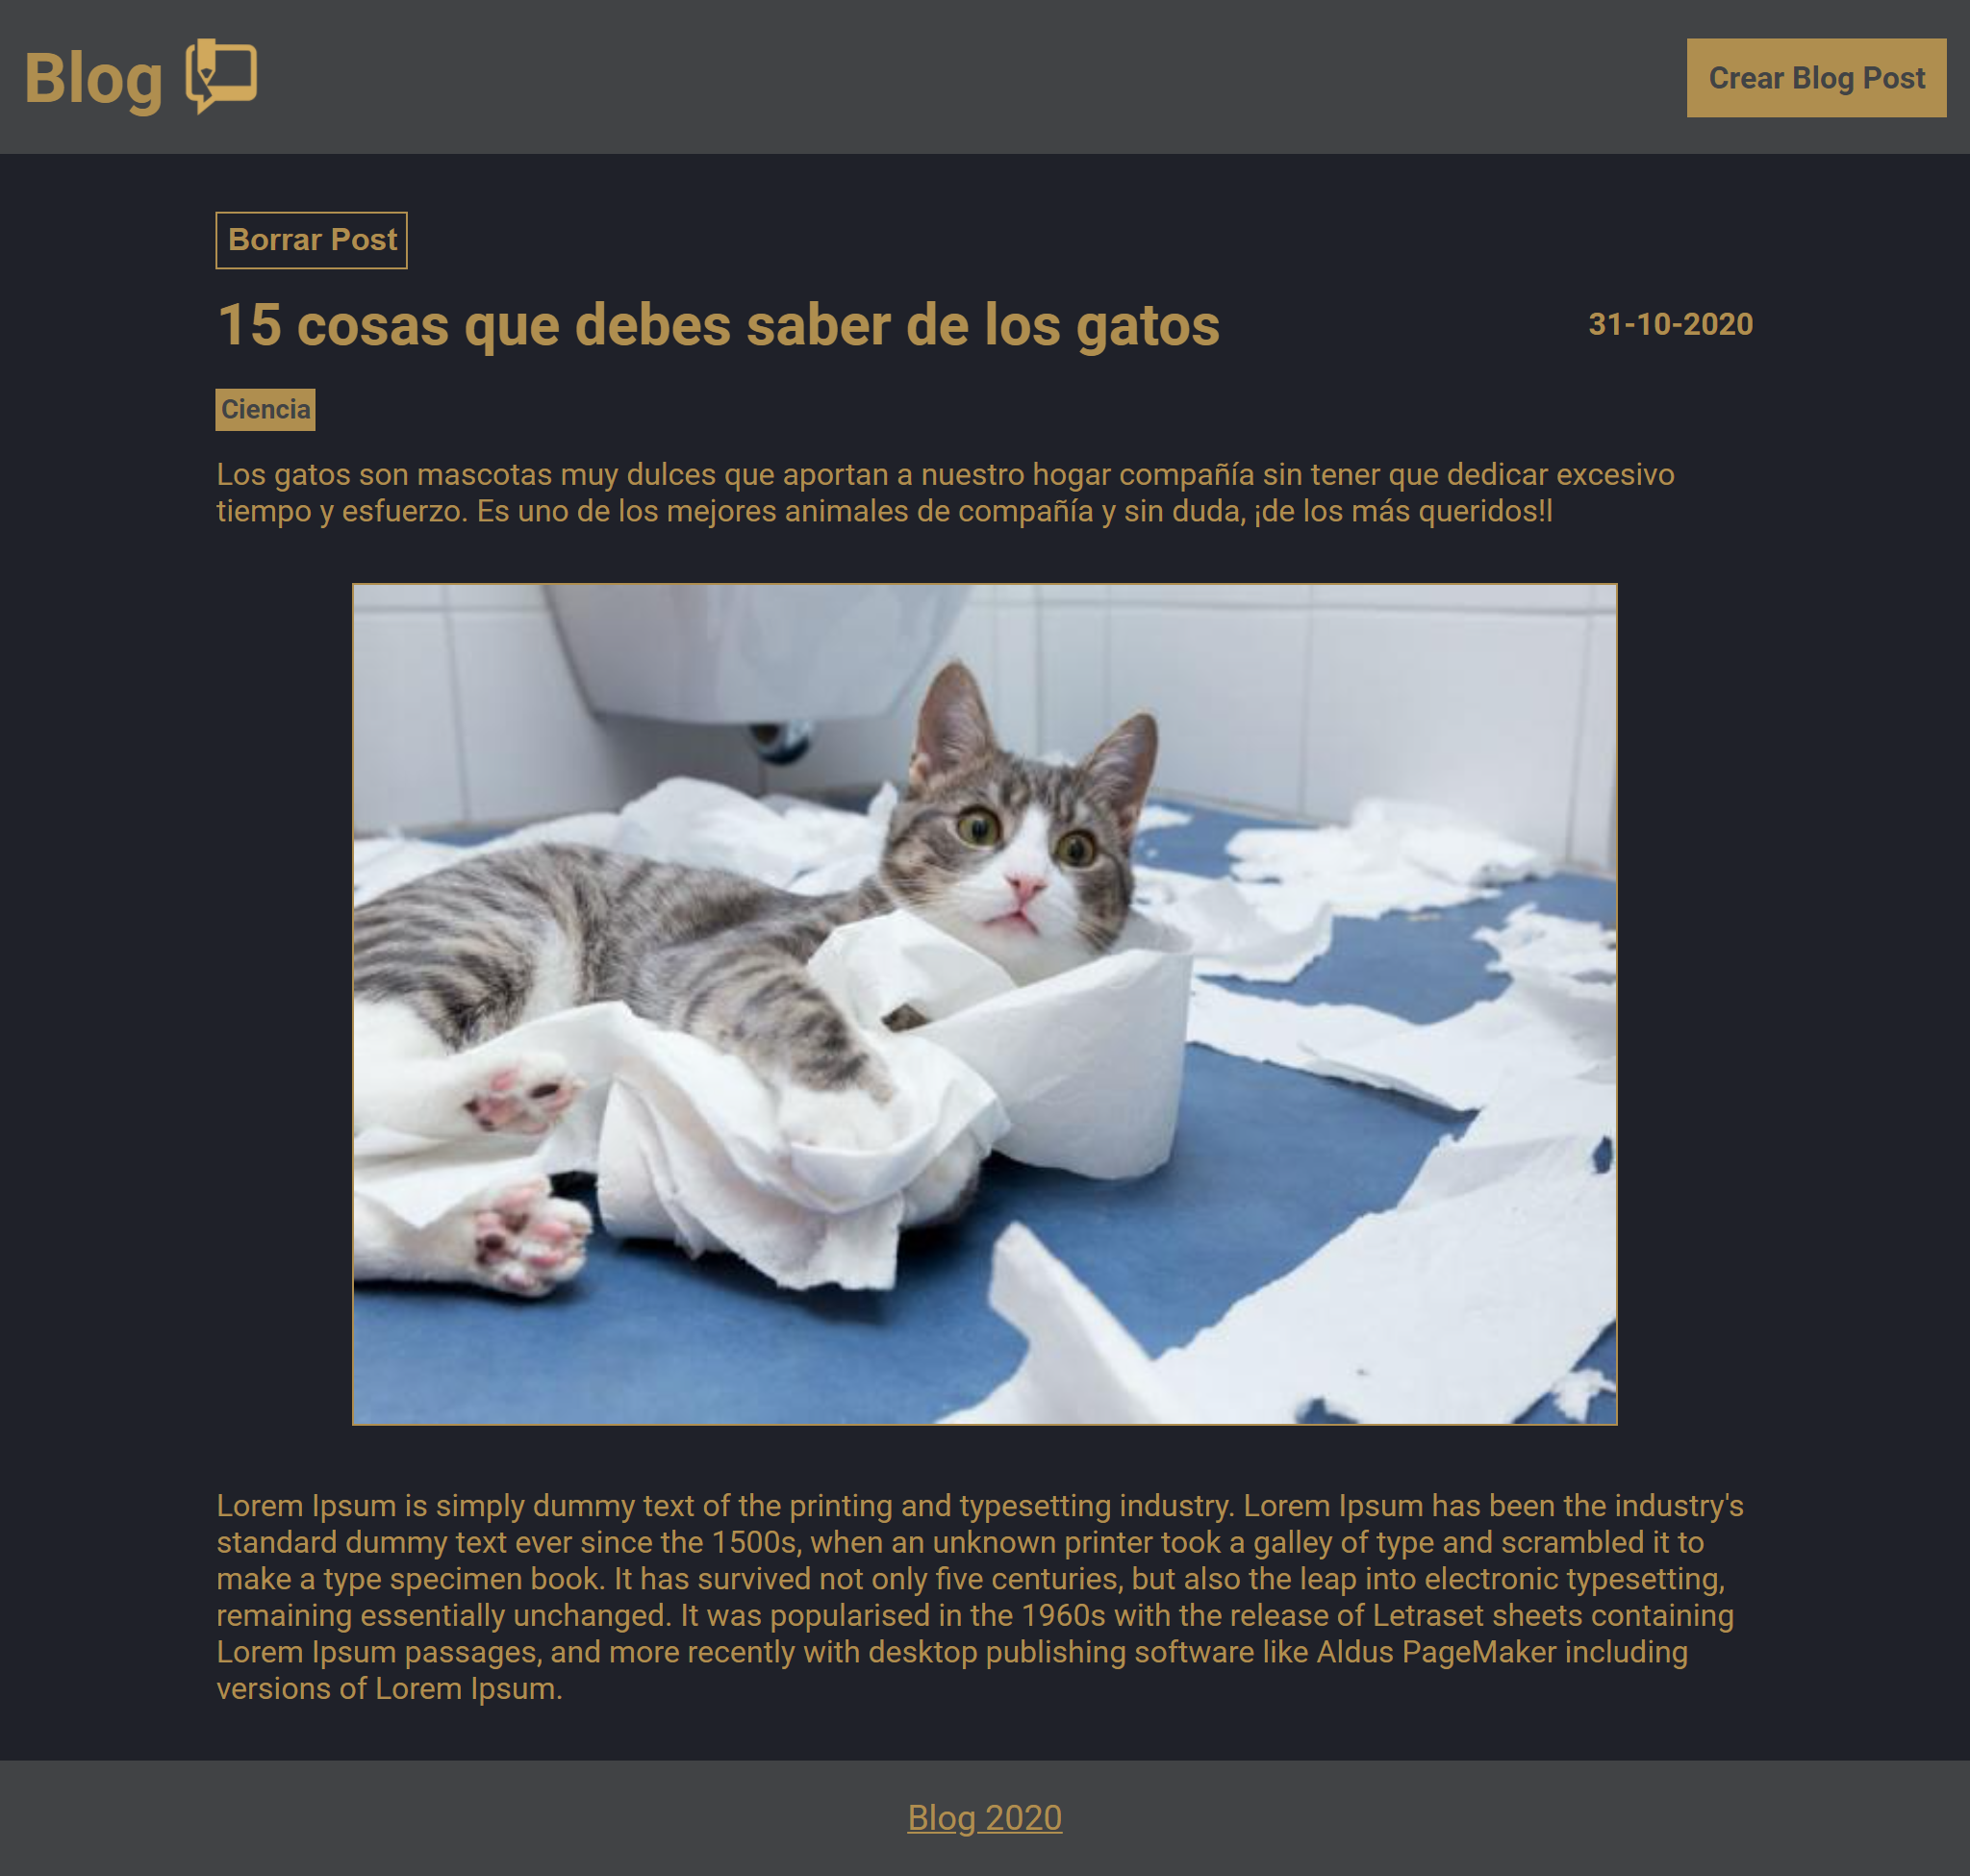 Blog
Crear Blog Post
Borrar Post
15 cosas que debes saber de los gatos
31-10-2020
Ciencia
Los gatos son mascotas muy dulces que aportan a nuestro hogar compañía sin tener que dedicar excesivo
tiempo y esfuerzo. Es uno de los mejores animales de compañía y sin duda, ¡de los más queridos!l
Lorem Ipsum is simply dummy text of the printing and typesetting industry. Lorem Ipsum has been the industry's
standard dummy text ever since the 1500s, when an unknown printer took a galley of type and scrambled it to
make a type specimen book. It has survived not only five centuries, but also the leap into electronic typesetting,
remaining essentially unchanged. It was popularised in the 1960s with the release of Letraset sheets containing
Lorem Ipsum passages, and more recently with desktop publishing software like Aldus PageMaker including
versions of Lorem Ipsum.
Blog 2020